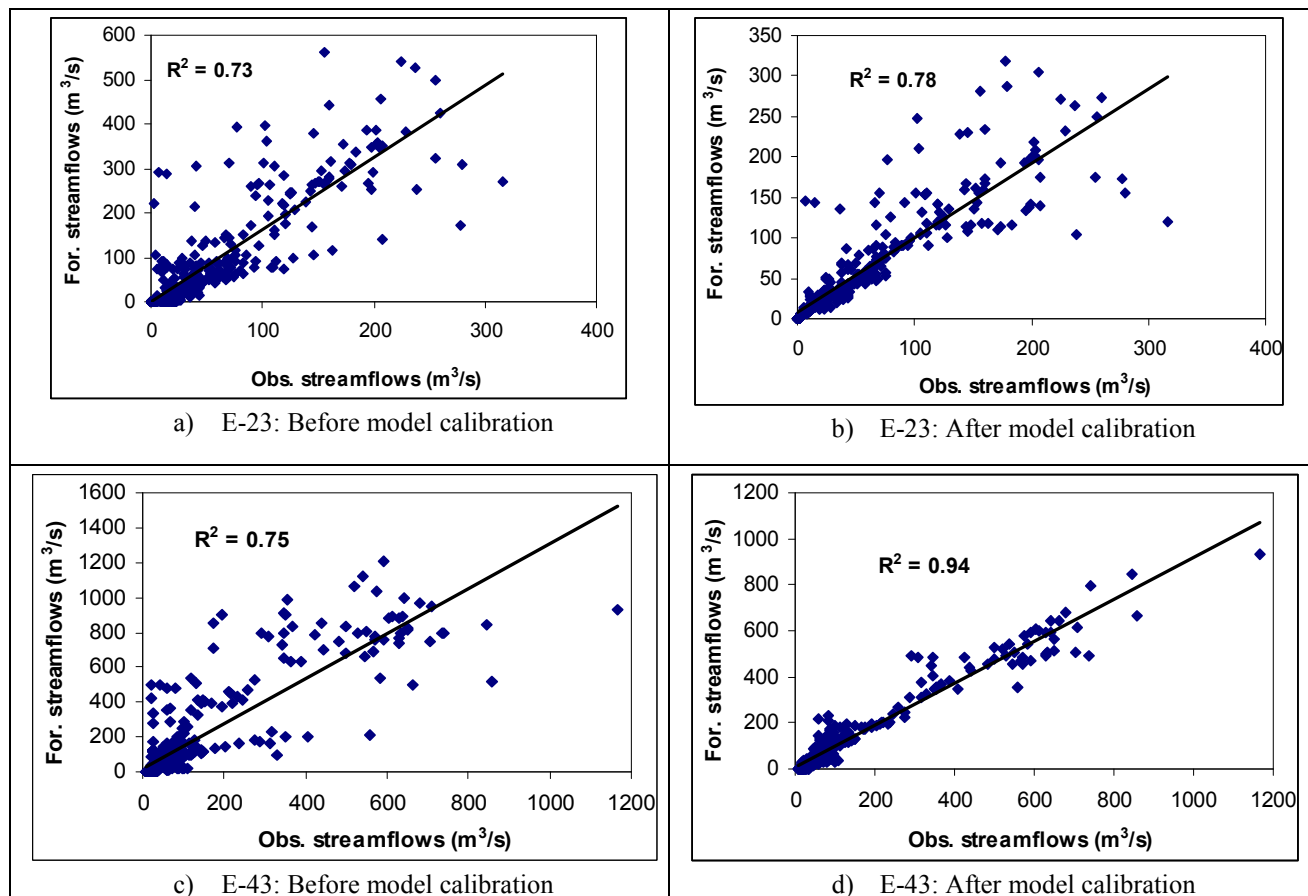 600
500
400
300
200
100
0
For. streamflows (m³/s)
R² = 0.73
0 100 200 300 400
Obs. streamflows (m³/s)
a) E-23: Before model calibration
350
300
250
200
150
100
50
0
For. streamflows (m³/s)
R² = 0.78
0 100 200 300 400
Obs. streamflows (m³/s)
b) E-23: After model calibration
1600
1400
1200
1000
800
600
400
200
0
For. streamflows (m³/s)
R² = 0.75
0 200 400 600 800 1000 1200
Obs. streamflows (m³/s)
c) E-43: Before model calibration
1200
1000
800
600
400
200
0
For. streamflows (m³/s)
R² = 0.94
0 200 400 600 800 1000 1200
Obs. streamflows (m³/s)
d) E-43: After model calibration